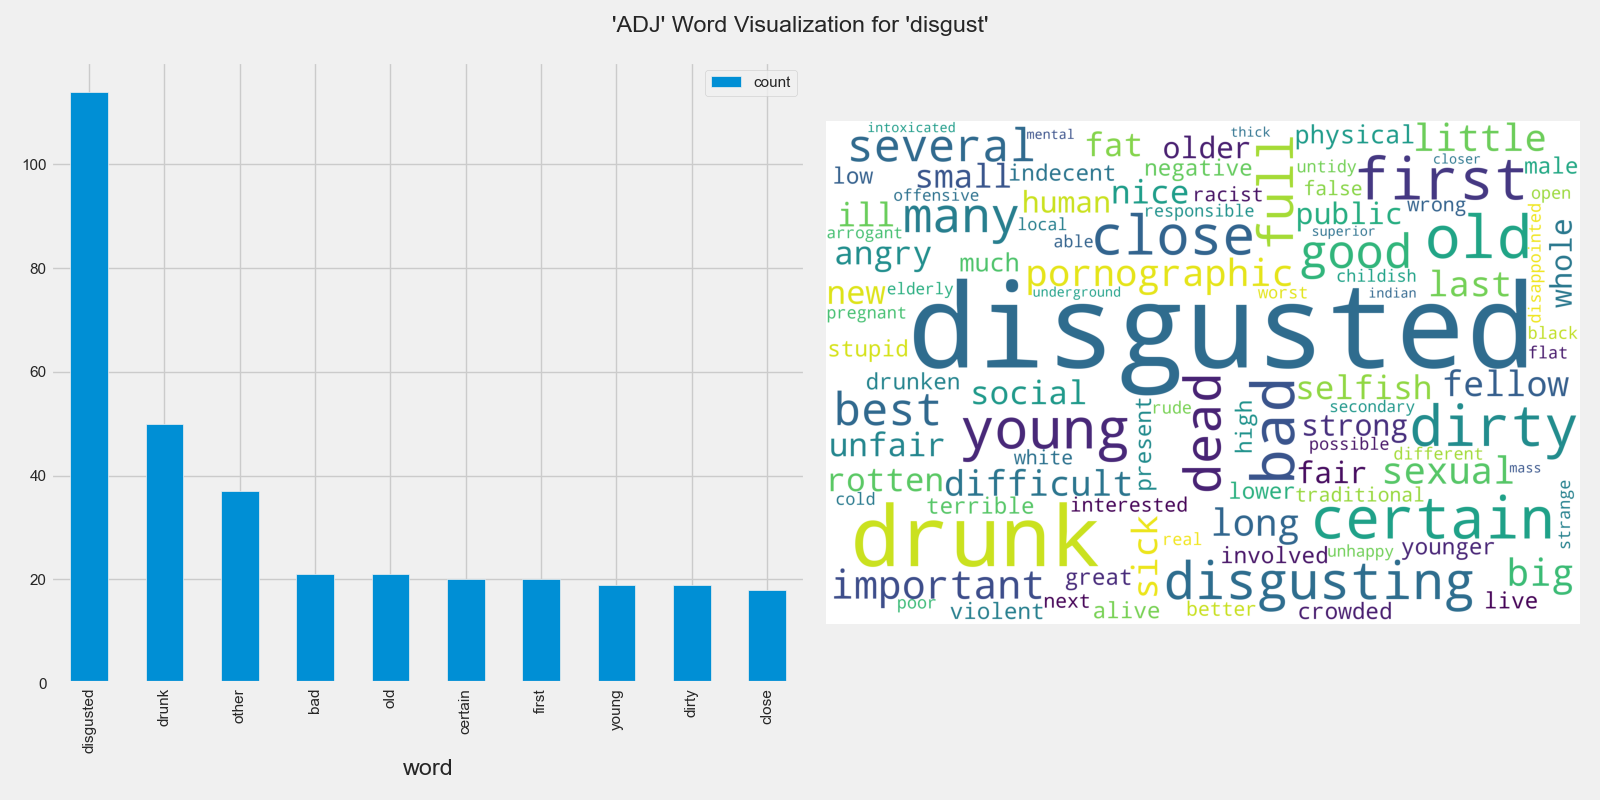 'ADJ' Word Visualization for 'disgust'
count
100
80
60
40
20
0
disgusted
drunk
other
bad
old
certain
first
young
dirty
close
word
intoxicated
mental
thick
several
fat
older
full
physical
little
closer
low
small
indecent
negative
untidy
first
male
offensive
nice
racist
false
open
ill
many
human
responsible
public
wrong
arrogant
local
superior
able
close
good
old
disappointed
whole
angry
much
pornographic
childish
last
new
elderly
underground
worst
indian
pregnant
disgusted
black
stupid
flat
drunken
social
dead
bad
selfish
fellow
best
young
present
rude
high
secondary
strong
dirty
unfair
white
possible
different
rotten
difficult
fair
sexual
mass
cold
terrible
interested
lower
traditional
strange
drunk
sick
real
long
certain
involved
unhappy
younger
important
great
disgusting
big
poor
violent
next
alive
better
crowded
live